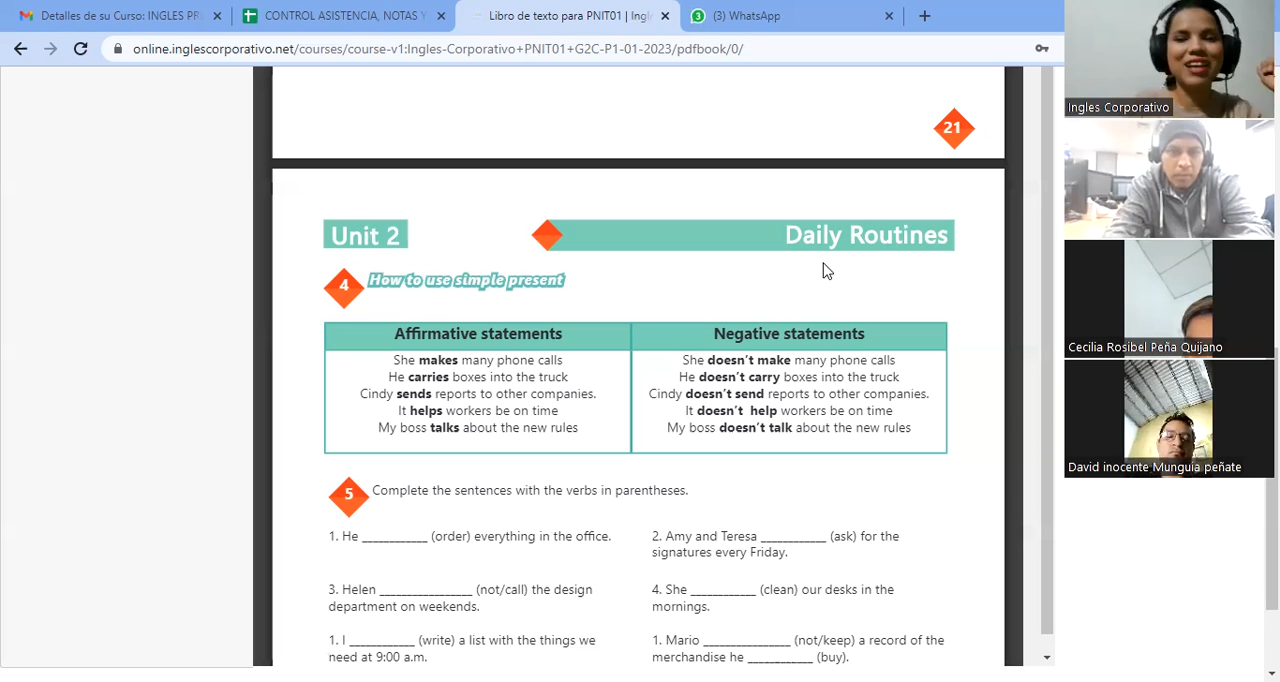 Detalles de su Curso: INGLES PRI
CONTROL ASISTENCIA, NOTAS Y
Libro de texto para PNIT01 | Ingl
(3) WhatsApp
online.inglescorporativo.net/courses/course-v1:Ingles-Corporativo+PNIT01+G2C-P1-01-2023/pdfbook/0/
21
Unit 2
Daily Routines
4 How to use simple present
Affirmative statements
Negative statements
She makes many phone calls
He carries boxes into the truck
Cindy sends reports to other companies.
It helps workers be on time
My boss talks about the new rules
She doesn't make many phone calls
He doesn't carry boxes into the truck
Cindy doesn't send reports to other companies.
It doesn't help workers be on time
My boss doesn't talk about the new rules
5 Complete the sentences with the verbs in parentheses.
1. He __________ (order) everything in the office.
2. Amy and Teresa __________ (ask) for the
signatures every Friday.
3. Helen ______________ (not/call) the design
department on weekends.
4. She __________ (clean) our desks in the
mornings.
1. I __________ (write) a list with the things we
need at 9:00 a.m.
1. Mario ______________ (not/keep) a record of the
merchandise he __________ (buy).
Ingles Corporativo
Cecilia Rosibel Peña Quijano
David inocente Munguia peñate